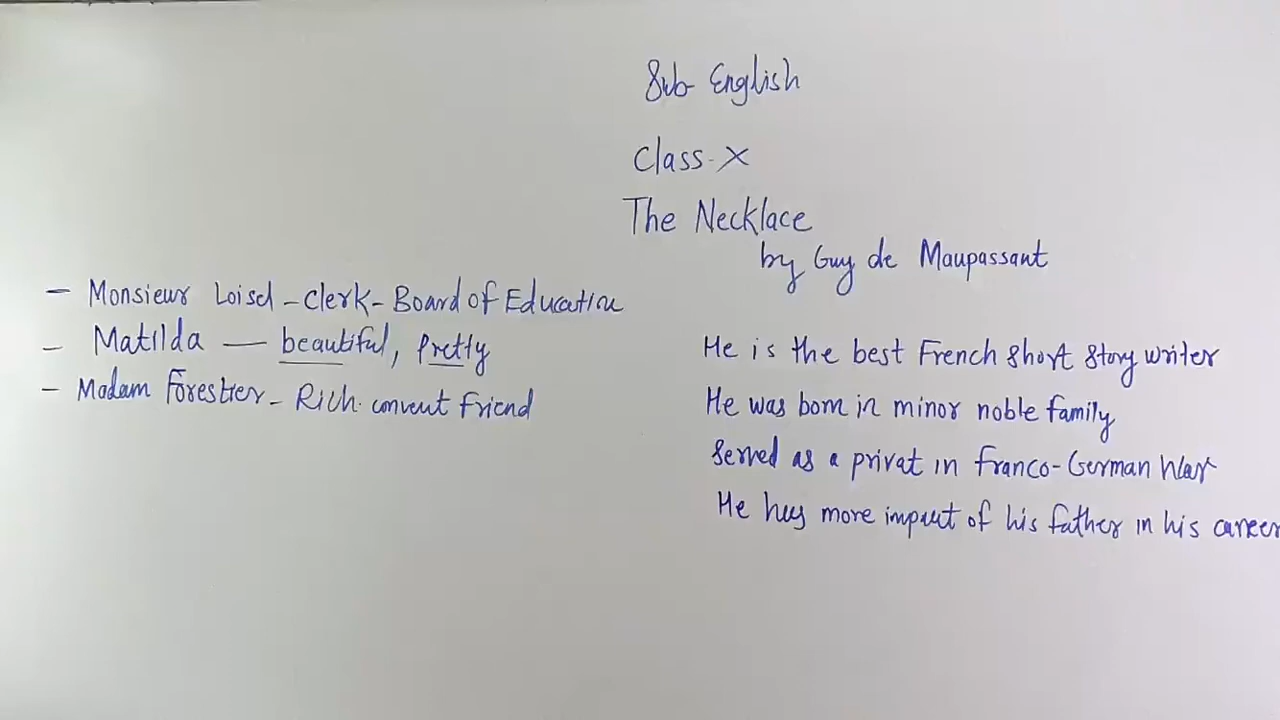 Sub- English
Class-X
The Necklace
by Guy de Maupassant
- Monsieur Loisel - Clerk - Board of Education
- Matilda — beautiful, Pretty
- Madam Forestier - Rich convent friend
He is the best French short story writer
He was born in minor noble family
Served as a privat in Franco-German War
He has more impact of his father in his career